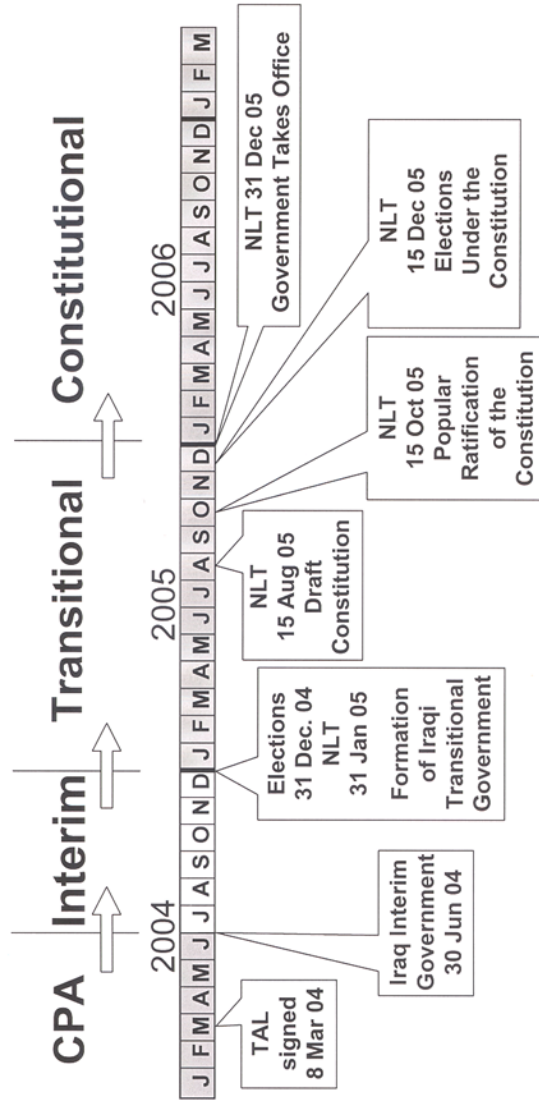 CPA Interim Transitional Constitutional
2004 2005 2006
J F M A M J J A S O N D J F M A M J J A S O N D J F M A M J J A S O N D J F M
TAL
signed
8 Mar 04
Iraq Interim
Government
30 Jun 04
Elections
31 Dec. 04
NLT
31 Jan 05
Formation
of Iraqi
Transitional
Government
NLT
15 Aug 05
Draft
Constitution
NLT
15 Oct 05
Popular
Ratification
of the
Constitution
NLT
15 Dec 05
Elections
Under the
Constitution
NLT 31 Dec 05
Government Takes Office